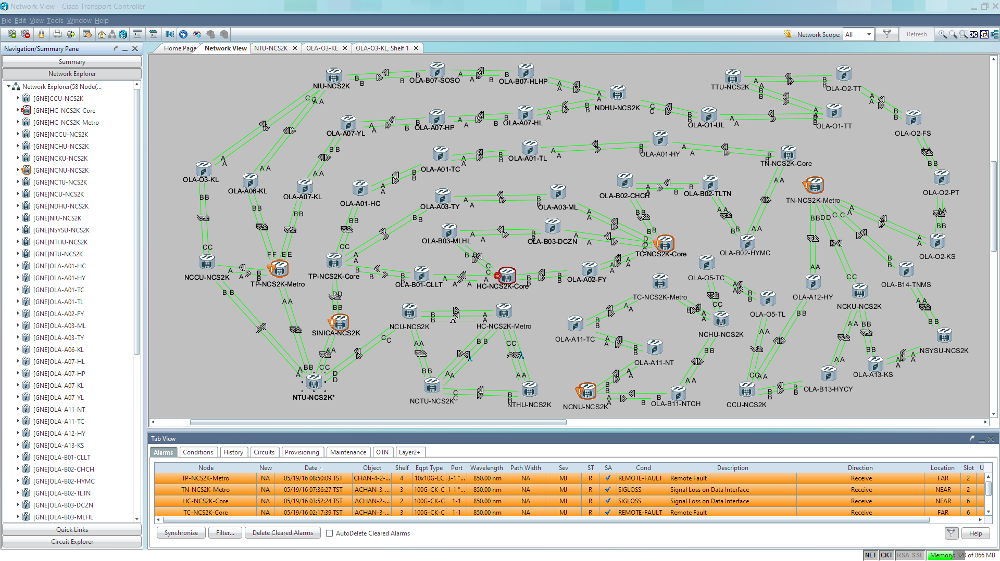 Network View - Cisco Transport Controller
File Edit View Tools Window Help
Network Scope: All Refresh
Navigation/Summary Pane
Summary
Network Explorer
Network Explorer(58 Node(...
[GNE]CCU-NCS2K
[GNE]HC-NCS2K-Core
[GNE]HC-NCS2K-Metro
[GNE]NCCU-NCS2K
[GNE]NCHU-NCS2K
[GNE]NCKU-NCS2K
[GNE]NCNU-NCS2K
[GNE]NCTU-NCS2K
[GNE]NCU-NCS2K
[GNE]NDHU-NCS2K
[GNE]NIU-NCS2K
[GNE]NSYSU-NCS2K
[GNE]NTHU-NCS2K
[GNE]NTU-NCS2K
[GNE]OLA-A01-HC
[GNE]OLA-A01-HY
[GNE]OLA-A01-TC
[GNE]OLA-A01-TL
[GNE]OLA-A02-FY
[GNE]OLA-A03-ML
[GNE]OLA-A03-TY
[GNE]OLA-A06-KL
[GNE]OLA-A07-HL
[GNE]OLA-A07-HP
[GNE]OLA-A07-KL
[GNE]OLA-A07-YL
[GNE]OLA-A11-NT
[GNE]OLA-A11-TC
[GNE]OLA-A12-HY
[GNE]OLA-A13-KS
[GNE]OLA-B01-CLLT
[GNE]OLA-B02-CHCH
[GNE]OLA-B02-HYMC
[GNE]OLA-B02-TLTN
[GNE]OLA-B03-DCZN
[GNE]OLA-B03-MLHL
Quick Links
Circuit Explorer
Home Page Network View NTU-NCS2K OLA-O3-KL OLA-O3-KL, Shelf 1
NIU-NCS2K OLA-B07-SOSO OLA-B07-HLHP TTU-NCS2K OLA-O2-TT
NDHU-NCS2K
OLA-A07-YL OLA-A07-HP OLA-A07-HL OLA-O1-UL OLA-O1-TT OLA-O2-FS
OLA-A01-TC OLA-A01-TL OLA-A01-HY TN-NCS2K-Core
OLA-O3-KL OLA-A06-KL OLA-A07-KL OLA-A01-HC OLA-A03-TY OLA-A03-ML OLA-B02-CHCH OLA-B02-TLTN TN-NCS2K-Metro OLA-O2-PT
OLA-B03-MLHL OLA-B03-DCZN TC-NCS2K-Core OLA-B02-HYMC OLA-O2-KS
NCCU-NCS2K TP-NCS2K-Metro TP-NCS2K-Core OLA-B01-CLLT HC-NCS2K-Core OLA-A02-FY OLA-O5-TC OLA-B14-TNMS
TC-NCS2K-Metro OLA-A12-HY NCKU-NCS2K
SINICA-NCS2K NCU-NCS2K HC-NCS2K-Metro OLA-A11-TC NCHU-NCS2K OLA-O5-TL NSYSU-NCS2K
OLA-A11-NT OLA-A13-KS
NTU-NCS2K* NCTU-NCS2K NTHU-NCS2K NCNU-NCS2K OLA-B11-NTCH CCU-NCS2K OLA-B13-HYCY
Tab View
Alarms Conditions History Circuits Provisioning Maintenance OTN Layer2+
Node New Date Object Shelf Eqpt Type Port Wavelength Path Width Sev ST SA Cond Description Direction Location Slot U
TP-NCS2K-Metro NA 05/19/16 08:50:09 TST CHAN-4-2-... 4 10x10G-LC 3-1 "... 850.00 nm NA MJ R REMOTE-FAULT Remote Fault Receive FAR 2
TN-NCS2K-Metro NA 05/19/16 07:36:27 TST ACHAN-3-... 3 100G-CK-C 1-1 "... 850.00 nm NA MJ R SIGLOSS Signal Loss on Data Interface Receive NEAR 2
HC-NCS2K-Core NA 05/19/16 03:52:24 TST ACHAN-2-... 2 100G-CK-C 1-1 850.00 nm NA MJ R SIGLOSS Signal Loss on Data Interface Receive NEAR 6
TC-NCS2K-Core NA 05/19/16 02:17:39 TST ACHAN-3-... 3 100G-CK-C 1-1 850.00 nm NA MJ R REMOTE-FAULT Remote Fault Receive FAR 6
Synchronize Filter... Delete Cleared Alarms AutoDelete Cleared Alarms Help
NET CKT RSA-SSL Memory: 320 of 866 MB